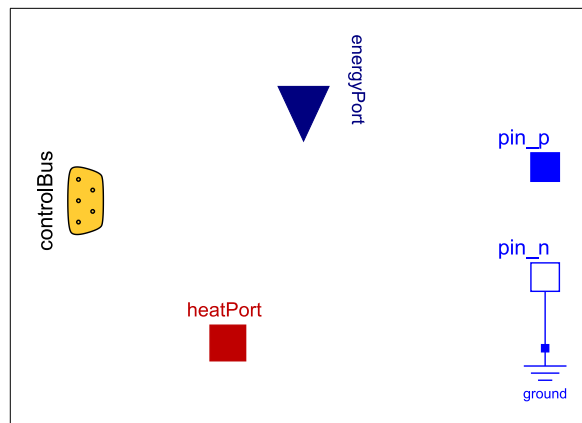 energyPort
pin_p
controlBus
pin_n
heatPort
ground